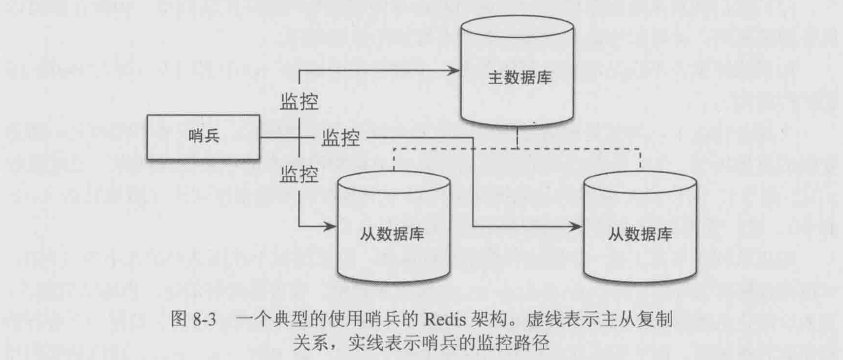 主数据库
监控
哨兵
监控
监控
从数据库
从数据库
图 8-3 一个典型的使用哨兵的 Redis 架构。虚线表示主从复制
关系，实线表示哨兵的监控路径